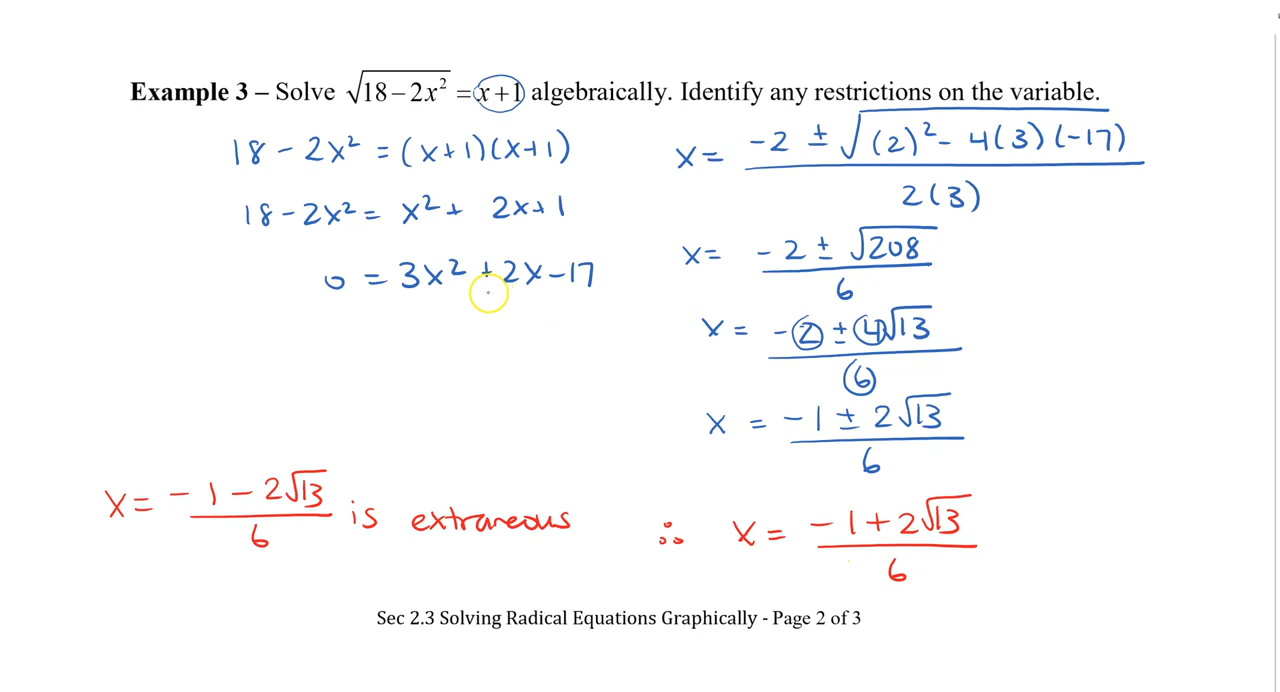 Example 3 – Solve √(18 – 2x²) = x + 1 algebraically. Identify any restrictions on the variable.
18 – 2x² = (x+1)(x+1)
18 – 2x² = x² + 2x + 1
0 = 3x² + 2x – 17
x = (-2 ± √((2)² – 4(3)(-17))) / 2(3)
x = (-2 ± √208) / 6
x = (-2 ± 4√13) / 6
x = (-1 ± 2√13) / 6
x = (-1 – 2√13) / 6 is extraneous
∴ x = (-1 + 2√13) / 6
Sec 2.3 Solving Radical Equations Graphically - Page 2 of 3